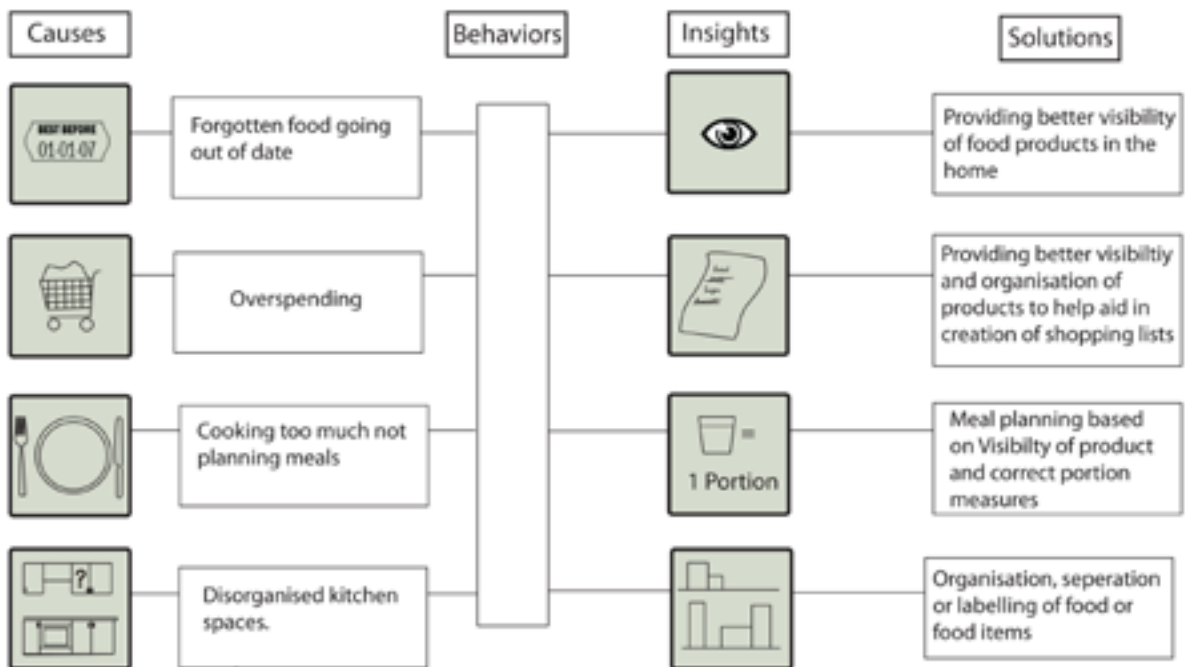 Causes
Behaviors
Insights
Solutions
BEST BEFORE
01-01-07
Forgotten food going
out of date
Providing better visibility
of food products in the
home
Overspending
Providing better visibiltiy
and organisation of
products to help aid in
creation of shopping lists
Cooking too much not
planning meals
=
1 Portion
Meal planning based
on Visibilty of product
and correct portion
measures
?
Disorganised kitchen
spaces.
Organisation, seperation
or labelling of food or
food items